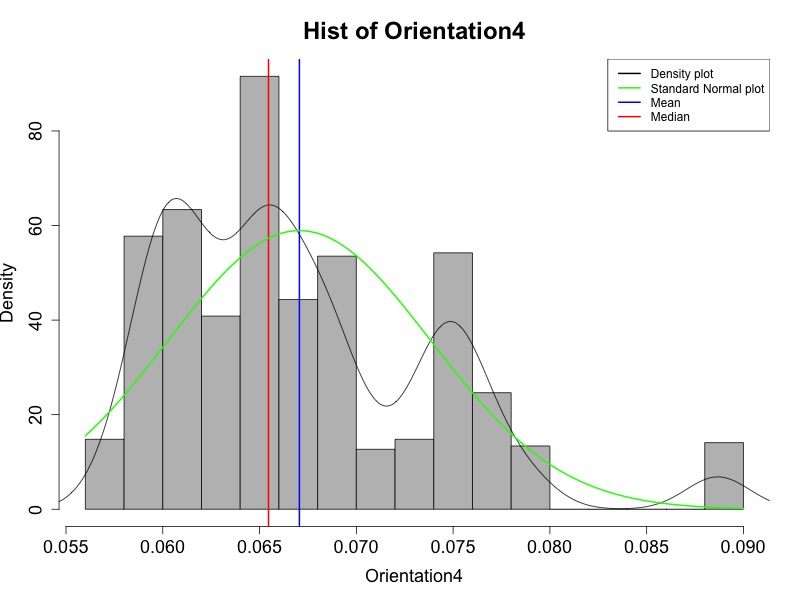 Hist of Orientation4
Density plot
Standard Normal plot
Mean
Median
Density
80
60
40
20
0
0.055 0.060 0.065 0.070 0.075 0.080 0.085 0.090
Orientation4